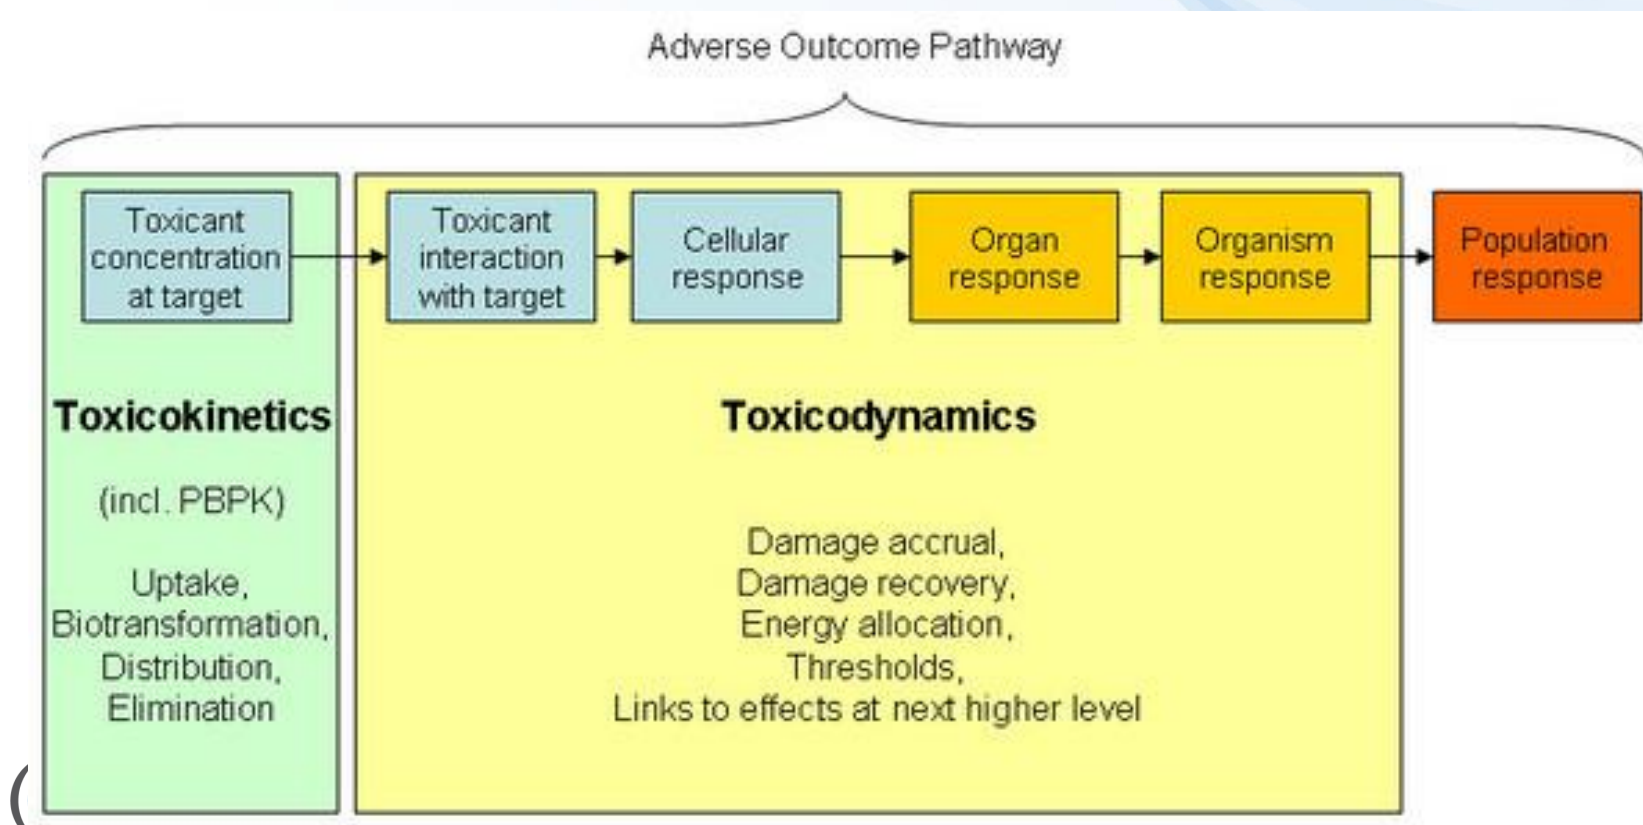 Adverse Outcome Pathway
Toxicant
concentration
at target
Toxicant
interaction
with target
Cellular
response
Organ
response
Organism
response
Population
response
Toxicokinetics
(incl. PBPK)
Uptake,
Biotransformation,
Distribution,
Elimination
Toxicodynamics
Damage accrual,
Damage recovery,
Energy allocation,
Thresholds,
Links to effects at next higher level
(